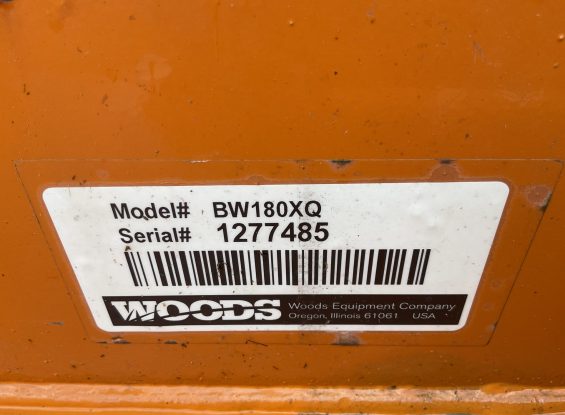 Model# BW180XQ
Serial# 1277485
WOODS Woods Equipment Company
Oregon, Illinois 61061 USA